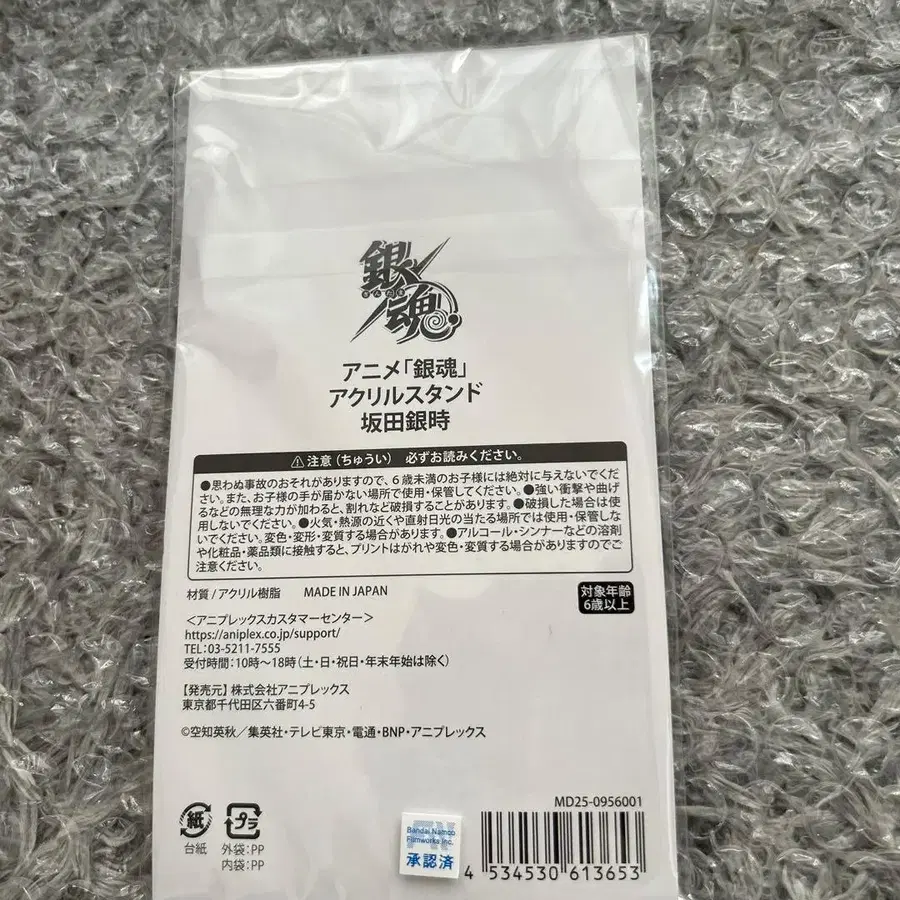 銀魂
ぎんたま
アニメ「銀魂」
アクリルスタンド
坂田銀時
注意(ちゅうい) 必ずお読みください。
●思わぬ事故のおそれがありますので、6歳未満のお子様には絶対に与えないでくだ
さい。また、お子様の手が届かない場所で使用・保管してください。●強い衝撃や曲げ
るなどの無理な力が加わると、割れなど破損することがあります。●破損した場合は使
用しないでください。●火気・熱源の近くや直射日光の当たる場所では使用・保管しな
いでください。変色・変形・変質する場合があります。●アルコール・シンナーなどの溶剤
や化粧品・薬品類に接触すると、プリントはがれや変色・変質する場合がありますのでご
注意ください。
材質/アクリル樹脂 MADE IN JAPAN
対象年齢
6歳以上
<アニプレックスカスタマーセンター>
https://aniplex.co.jp/support/
TEL:03-5211-7555
受付時間:10時~18時(土・日・祝日・年末年始は除く)
【発売元】株式会社アニプレックス
東京都千代田区六番町4-5
©空知英秋/集英社・テレビ東京・電通・BNP・アニプレックス
MD25-0956001
紙
台紙
プラ
外袋:PP
内袋:PP
Bandai Namco
Filmworks Inc.
承認済
4 534530 613653